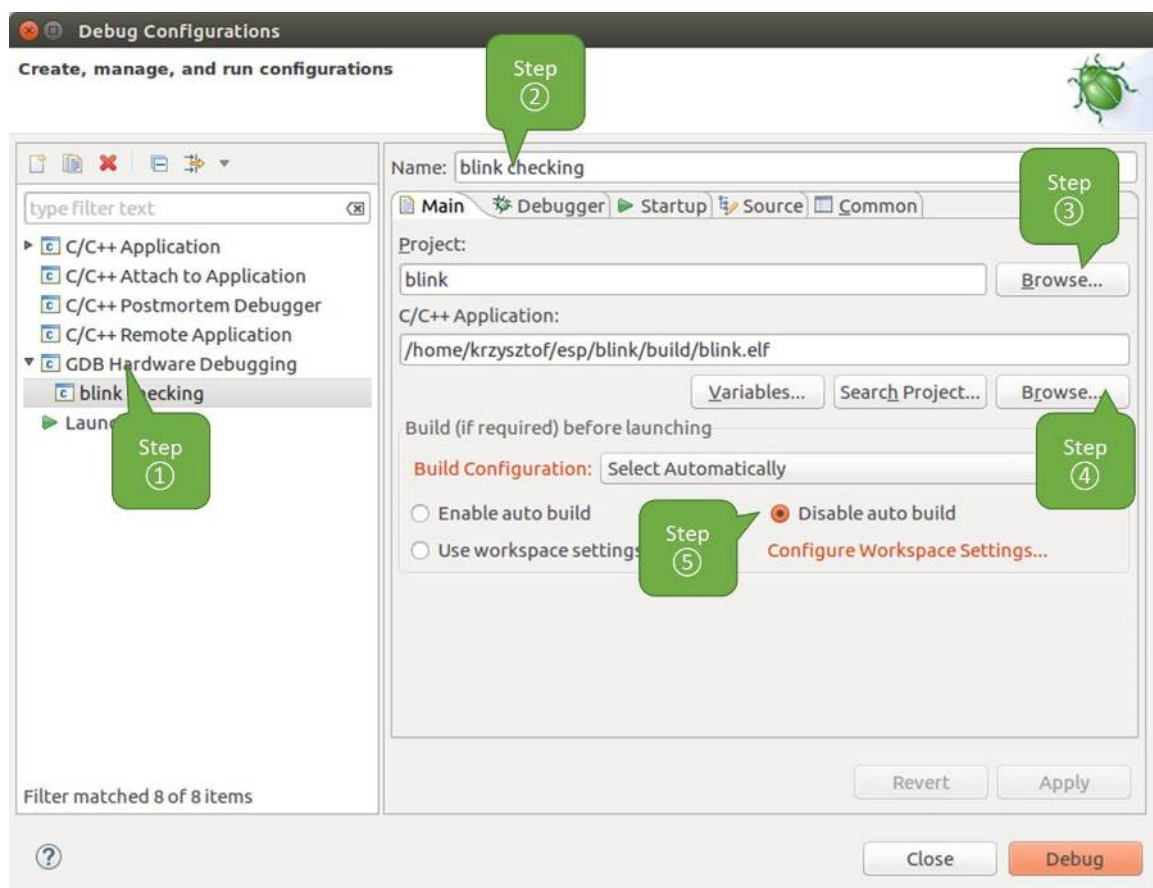 Debug Configurations
Create, manage, and run configurations
Step
②
type filter text
C/C++ Application
C/C++ Attach to Application
C/C++ Postmortem Debugger
C/C++ Remote Application
GDB Hardware Debugging
blink checking
Launc
Step
①
Filter matched 8 of 8 items
Name: blink checking
Step
③
Main Debugger Startup Source Common
Project:
blink Browse...
C/C++ Application:
/home/krzysztof/esp/blink/build/blink.elf
Variables... Search Project... Browse...
Step
④
Build (if required) before launching
Build Configuration: Select Automatically
Enable auto build Disable auto build
Step
⑤
Use workspace settings Configure Workspace Settings...
Revert Apply
Close Debug